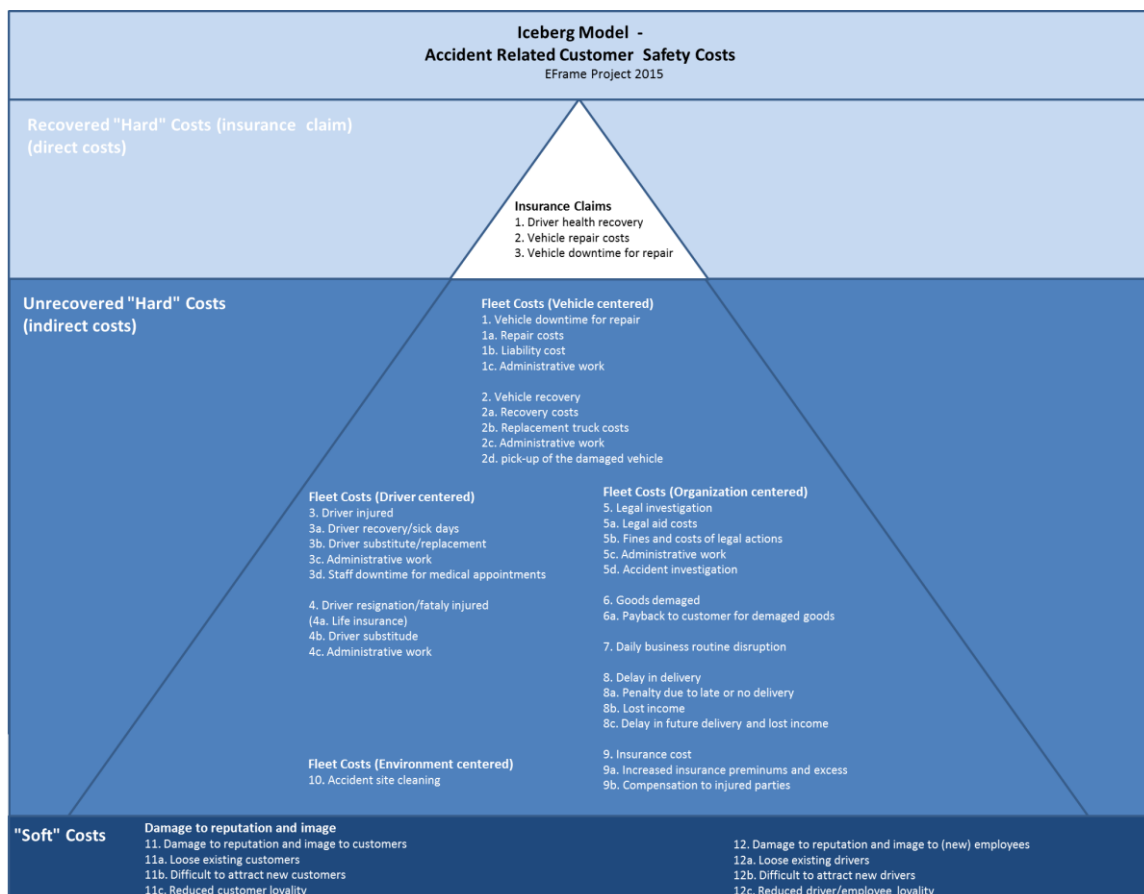 Iceberg Model -
Accident Related Customer Safety Costs
EFrame Project 2015
Recovered "Hard" Costs (insurance claim)
(direct costs)
Insurance Claims
1. Driver health recovery
2. Vehicle repair costs
3. Vehicle downtime for repair
Unrecovered "Hard" Costs
(indirect costs)
Fleet Costs (Vehicle centered)
1. Vehicle downtime for repair
1a. Repair costs
1b. Liability cost
1c. Administrative work
2. Vehicle recovery
2a. Recovery costs
2b. Replacement truck costs
2c. Administrative work
2d. pick-up of the damaged vehicle
Fleet Costs (Driver centered)
3. Driver injured
3a. Driver recovery/sick days
3b. Driver substitute/replacement
3c. Administrative work
3d. Staff downtime for medical appointments
4. Driver resignation/fataly injured
(4a. Life insurance)
4b. Driver substitude
4c. Administrative work
Fleet Costs (Organization centered)
5. Legal investigation
5a. Legal aid costs
5b. Fines and costs of legal actions
5c. Administrative work
5d. Accident investigation
6. Goods demaged
6a. Payback to customer for demaged goods
7. Daily business routine disruption
8. Delay in delivery
8a. Penalty due to late or no delivery
8b. Lost income
8c. Delay in future delivery and lost income
9. Insurance cost
9a. Increased insurance preminums and excess
9b. Compensation to injured parties
Fleet Costs (Environment centered)
10. Accident site cleaning
"Soft" Costs
Damage to reputation and image
11. Damage to reputation and image to customers
11a. Loose existing customers
11b. Difficult to attract new customers
11c. Reduced customer loyality
12. Damage to reputation and image to (new) employees
12a. Loose existing drivers
12b. Difficult to attract new drivers
12c. Reduced driver/employee loyality